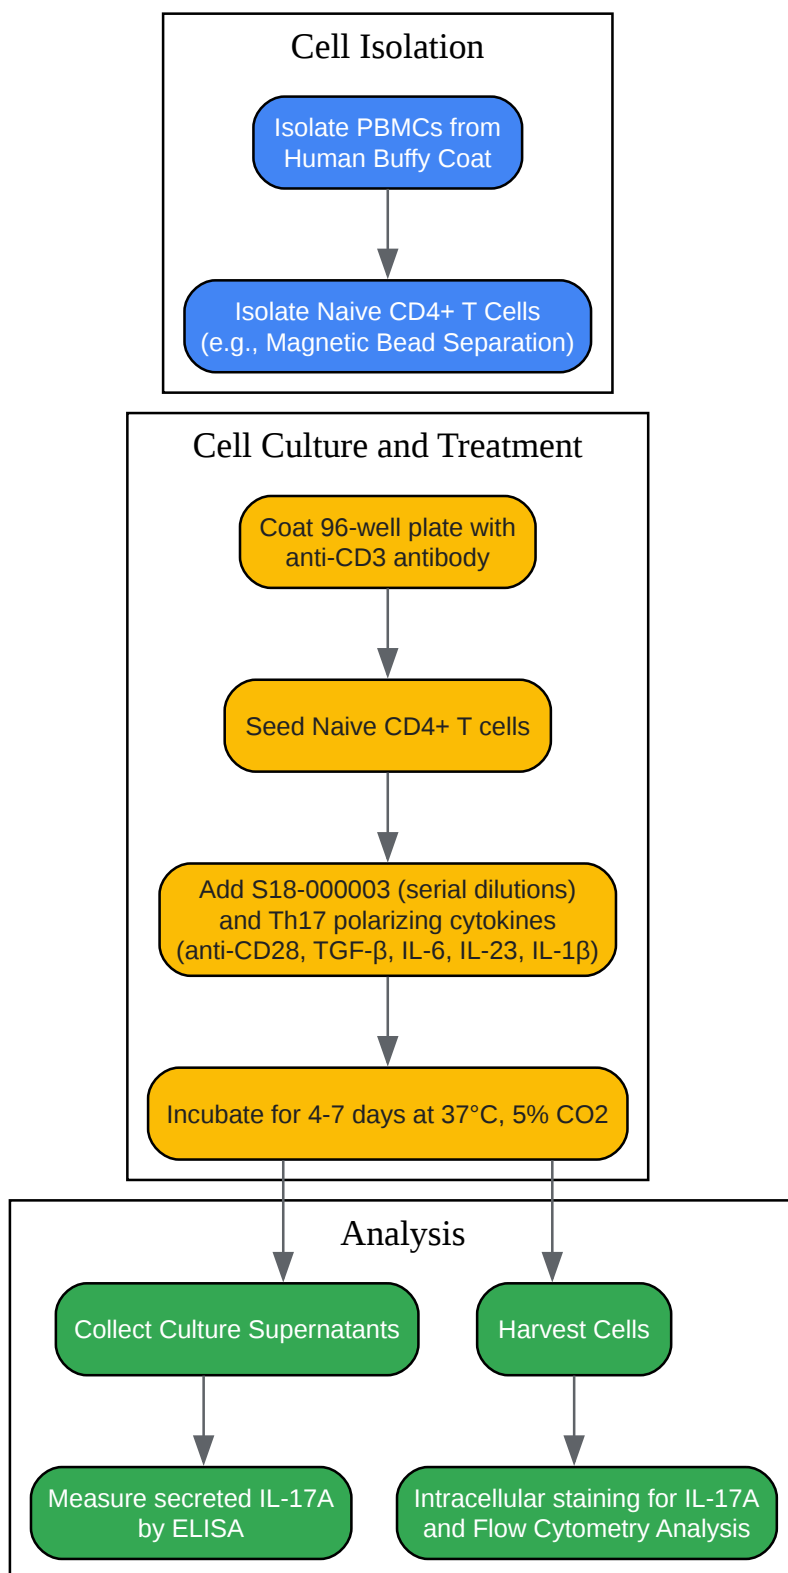 Cell Isolation
Isolate PBMCs from
Human Buffy Coat
Isolate Naive CD4+ T Cells
(e.g., Magnetic Bead Separation)
Cell Culture and Treatment
Coat 96-well plate with
anti-CD3 antibody
Seed Naive CD4+ T cells
Add S18-000003 (serial dilutions)
and Th17 polarizing cytokines
(anti-CD28, TGF-β, IL-6, IL-23, IL-1β)
Incubate for 4-7 days at 37°C, 5% CO2
Analysis
Collect Culture Supernatants
Harvest Cells
Measure secreted IL-17A
by ELISA
Intracellular staining for IL-17A
and Flow Cytometry Analysis